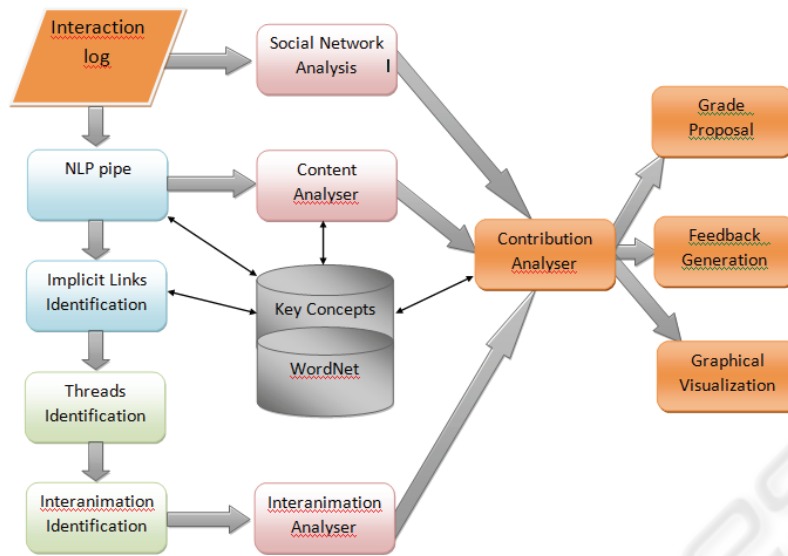 Interaction
log
Social Network
Analysis
Grade
Proposal
NLP pipe
Content
Analyser
Contribution
Analyser
Feedback
Generation
Implicit Links
Identification
Key Concepts
WordNet
Graphical
Visualization
Threads
Identification
Interanimation
Identification
Interanimation
Analyser